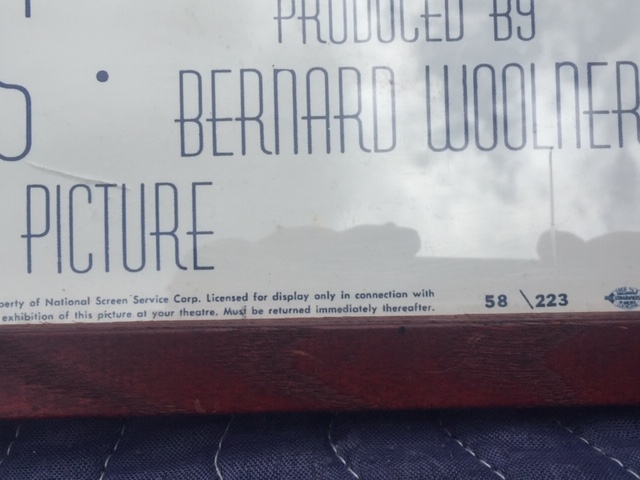 PRODUCED BY
S · BERNARD WOOLNER
PICTURE
perty of National Screen Service Corp. Licensed for display only in connection with
exhibition of this picture at your theatre. Must be returned immediately thereafter.
58 \ 223